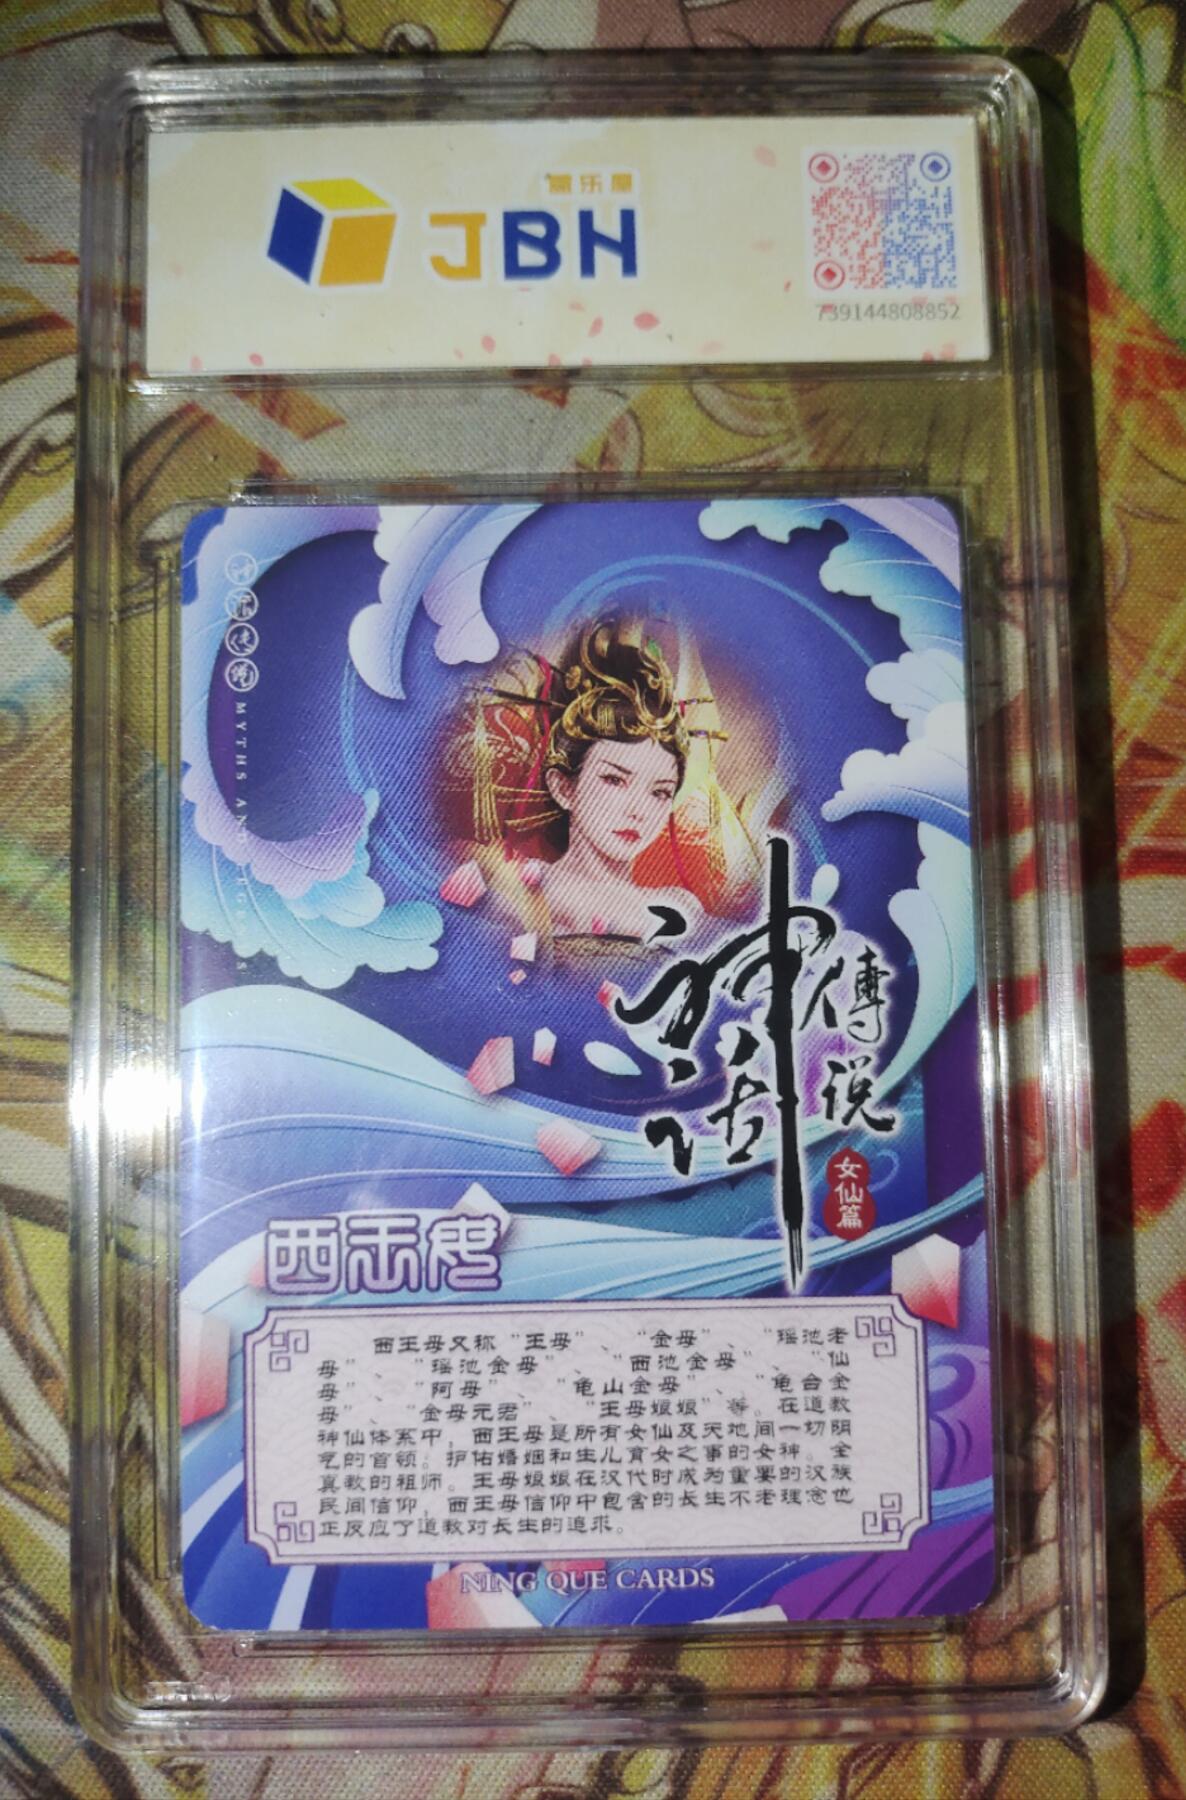 JBH
739144808852
神
话
传
说
MYTHS AN
神话
傳说
女仙篇
西王母
西王母又称“王母”、“金母”、“瑶池老
母”、“瑶池金母”、“西池金母”、“仙
母”、“阿母”、“龟山金母”、“龟台金
母”、“金母元君”、“王母娘娘”等。在道教
神仙体系中，西王母是所有女仙及天地间一切阴
气的首领。护佑婚姻和生儿育女之事的女神。全
真教的祖师。王母娘娘在汉代时成为重要的汉族
民间信仰，西王母信仰中包含的长生不老理念也
正反应了道教对长生的追求。
NING QUE CARDS